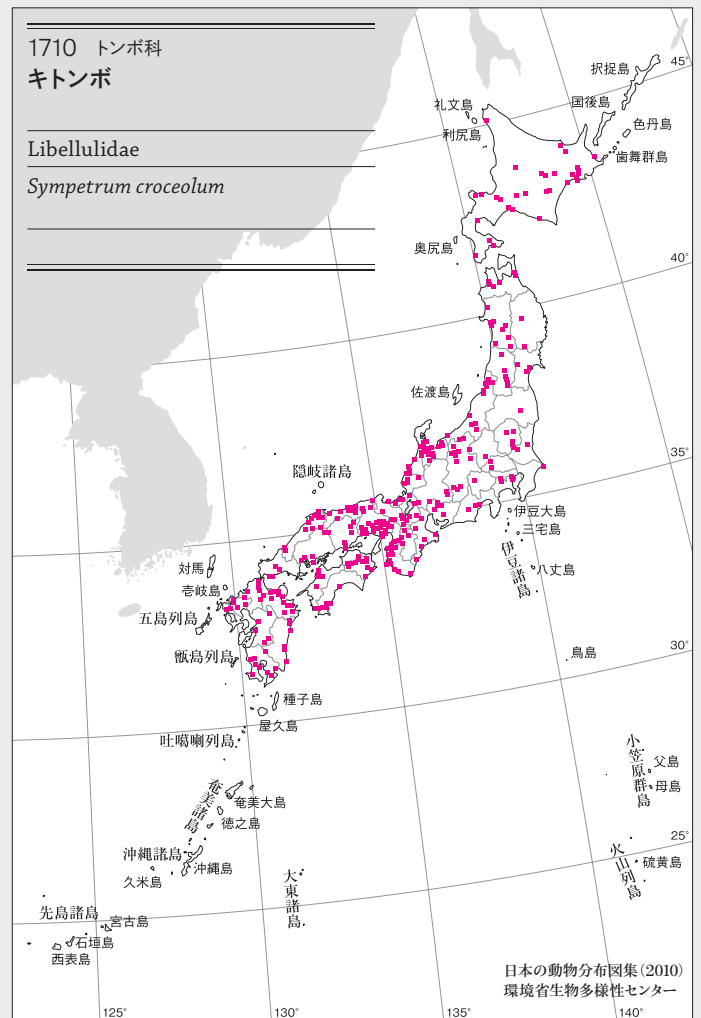 1710 トンボ科
キトンボ
Libellulidae
Sympetrum croceolum
択捉島
45°
礼文島
国後島
利尻島
色丹島
歯舞群島
奥尻島
40°
佐渡島
35°
隠岐諸島
伊豆大島
三宅島
伊豆諸島
八丈島
対馬
壱岐島
五島列島
甑島列島
鳥島
30°
種子島
屋久島
吐噶喇列島
小笠原群島
父島
母島
奄美諸島
奄美大島
徳之島
25°
沖縄諸島
沖縄島
久米島
火山列島
硫黄島
大東諸島
先島諸島
宮古島
石垣島
西表島
日本の動物分布図集(2010)
環境省生物多様性センター
125°
130°
135°
140°